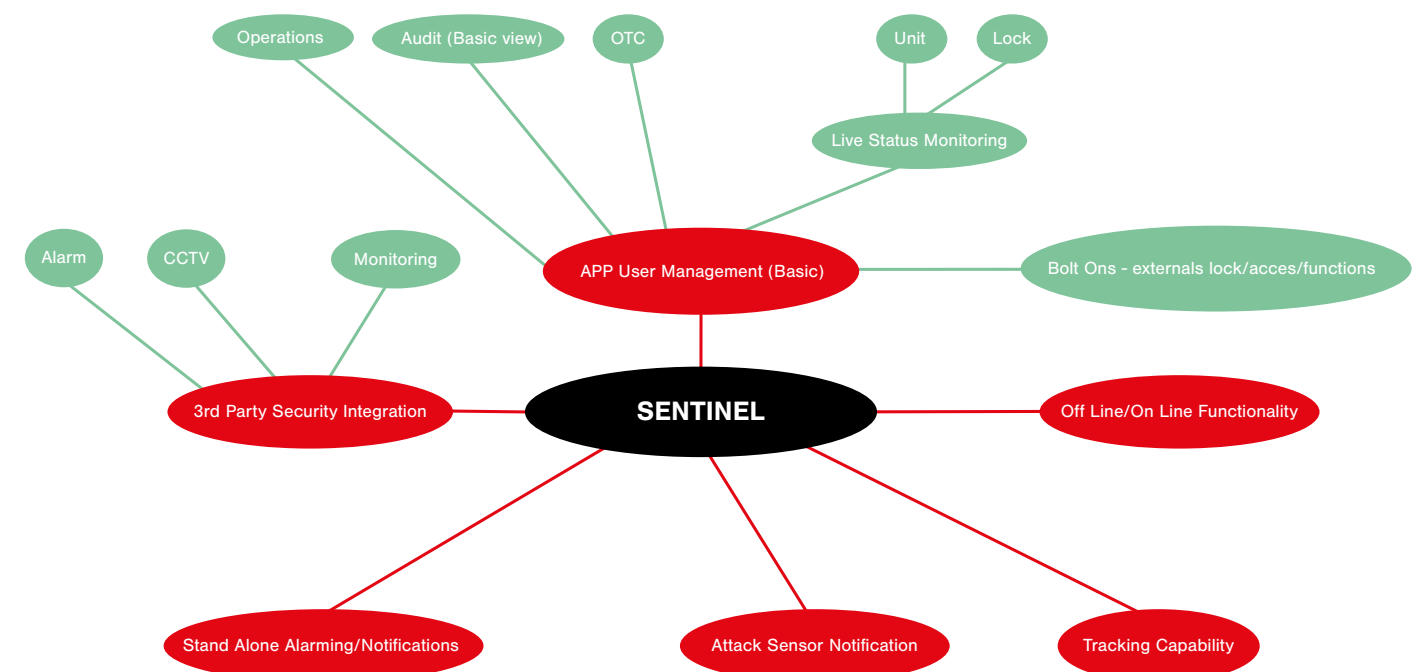 Operations
Audit (Basic view)
OTC
Unit
Lock
Live Status Monitoring
Alarm
CCTV
Monitoring
APP User Management (Basic)
Bolt Ons - externals lock/acces/functions
3rd Party Security Integration
SENTINEL
Off Line/On Line Functionality
Stand Alone Alarming/Notifications
Attack Sensor Notification
Tracking Capability